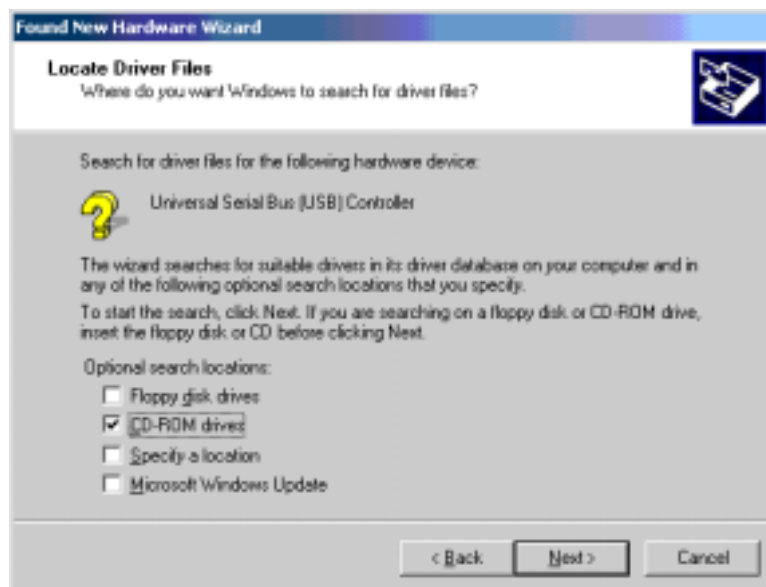 Found New Hardware Wizard
Locate Driver Files
Where do you want Windows to search for driver files?
Search for driver files for the following hardware device:
Universal Serial Bus (USB) Controller
The wizard searches for suitable drivers in its driver database on your computer and in
any of the following optional search locations that you specify.
To start the search, click Next. If you are searching on a floppy disk or CD-ROM drive,
insert the floppy disk or CD before clicking Next.
Optional search locations:
Floppy disk drives
CD-ROM drives
Specify a location
Microsoft Windows Update
< Back Next > Cancel